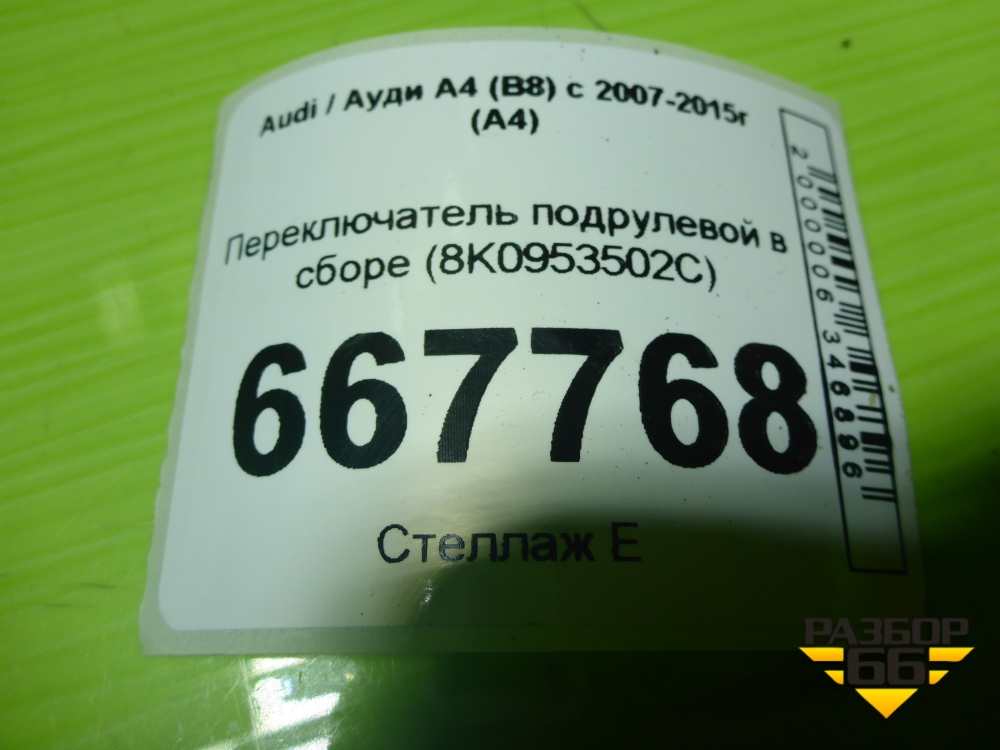 Audi / Ауди А4 (В8) с 2007-2015г
(А4)
Переключатель подрулевой в
сборе (8K0953502C)
667768
Стеллаж Е
2000006346896
РАЗБОР
66